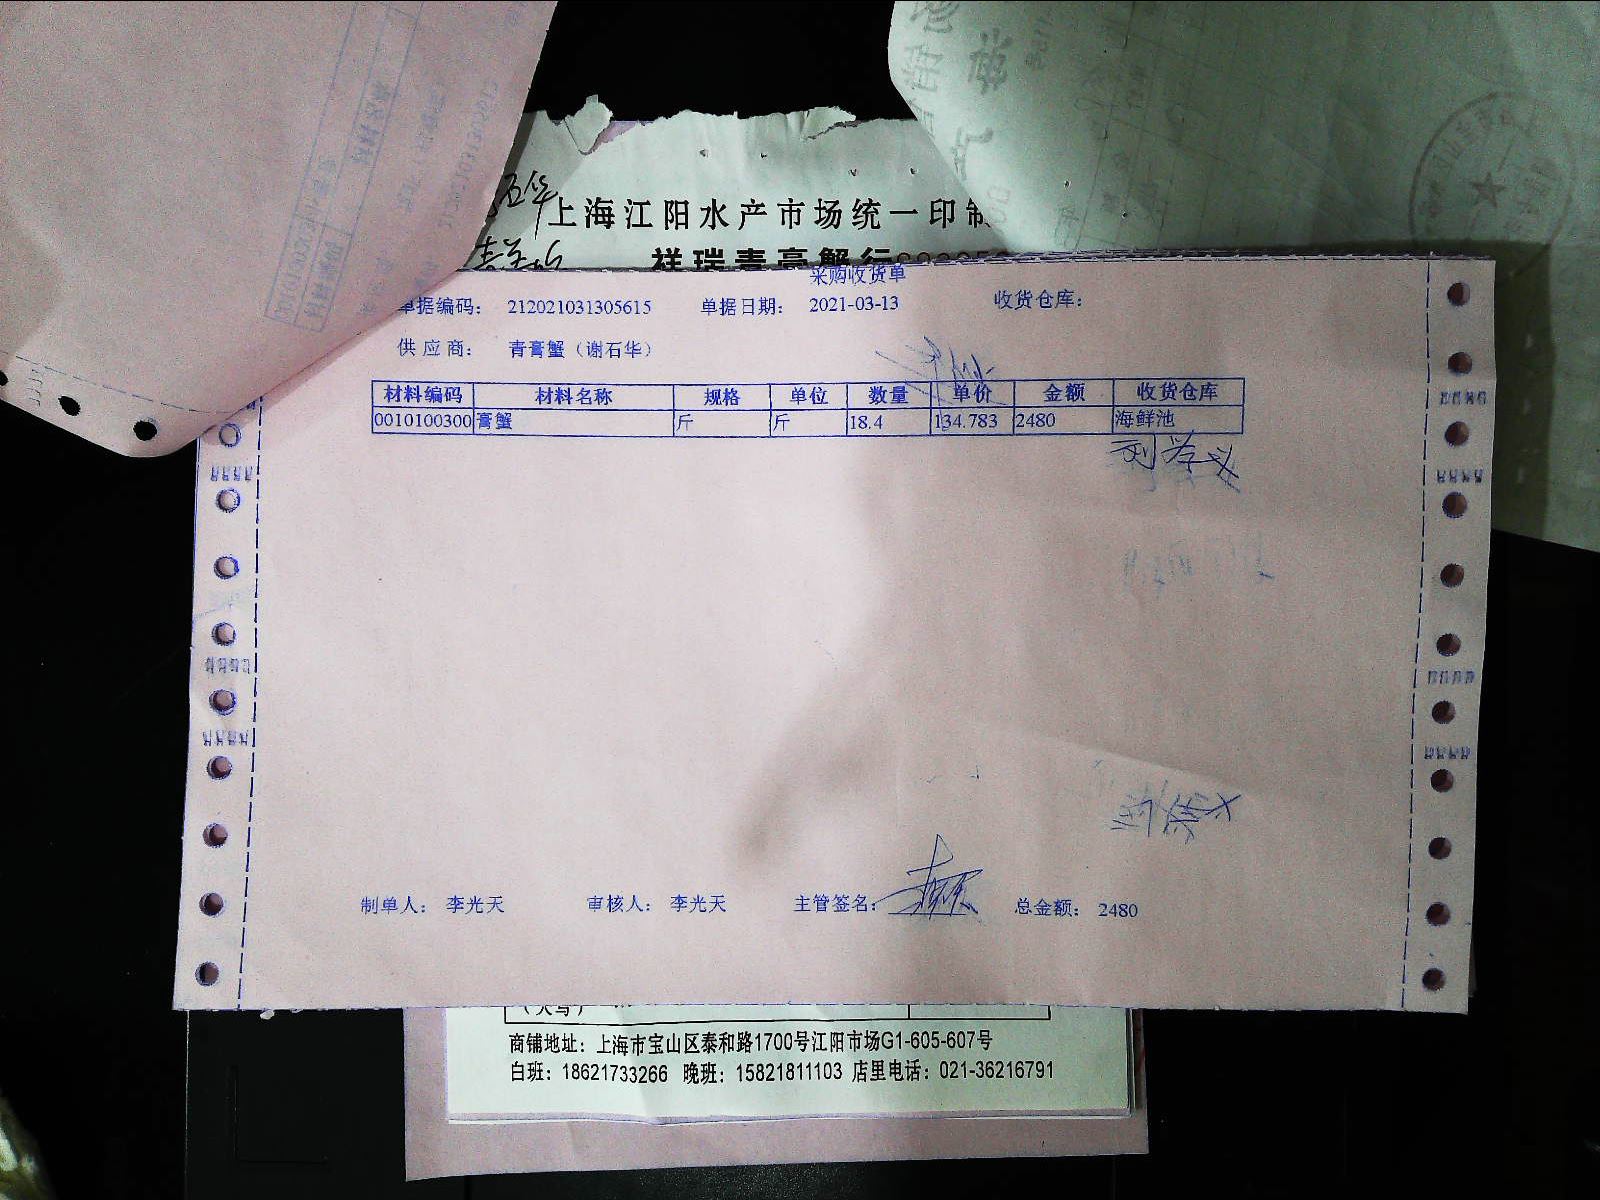 石华
上海江阳水产市场统一印制
祥瑞青膏蟹行
采购收货单
单据编码： 212021031305615 单据日期： 2021-03-13 收货仓库：
供应商： 青膏蟹（谢石华）
材料编码 材料名称 规格 单位 数量 单价 金额 收货仓库
0010100300 膏蟹 斤 斤 18.4 134.783 2480 海鲜池
制单人： 李光天 审核人： 李光天 主管签名： 总金额： 2480
（大写）
商铺地址：上海市宝山区泰和路1700号江阳市场G1-605-607号
白班：18621733266 晚班：15821811103 店里电话：021-36216791